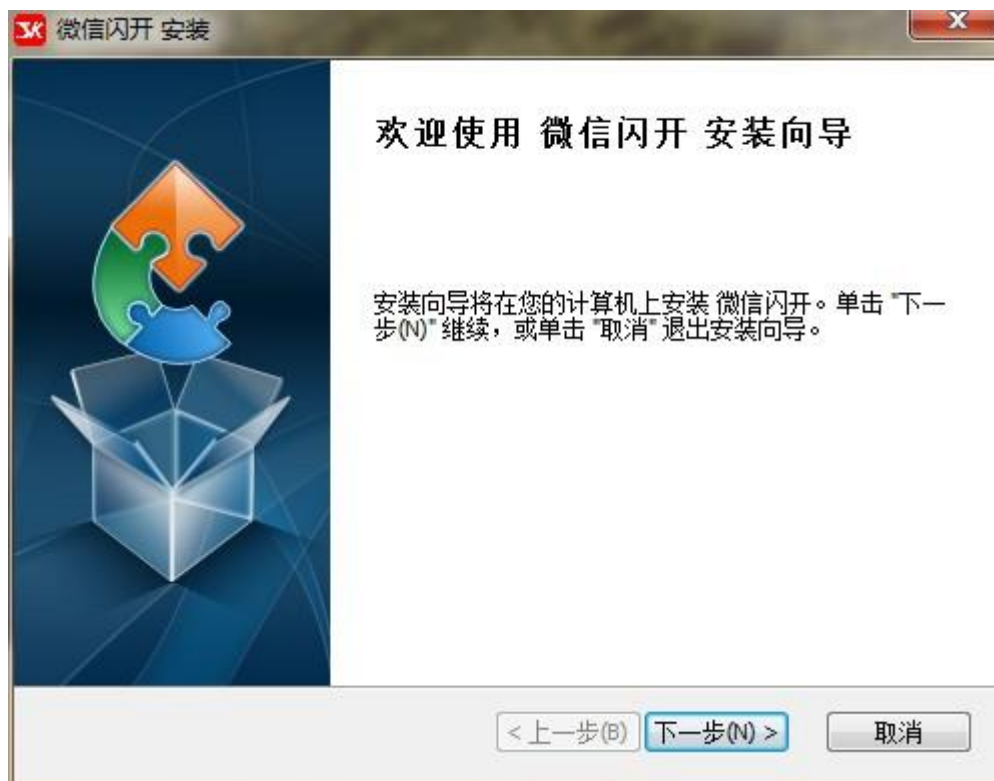 微信闪开 安装
欢迎使用 微信闪开 安装向导
安装向导将在您的计算机上安装 微信闪开。单击 "下一
步(N)" 继续，或单击 "取消" 退出安装向导。
< 上一步(B) 下一步(N) > 取消